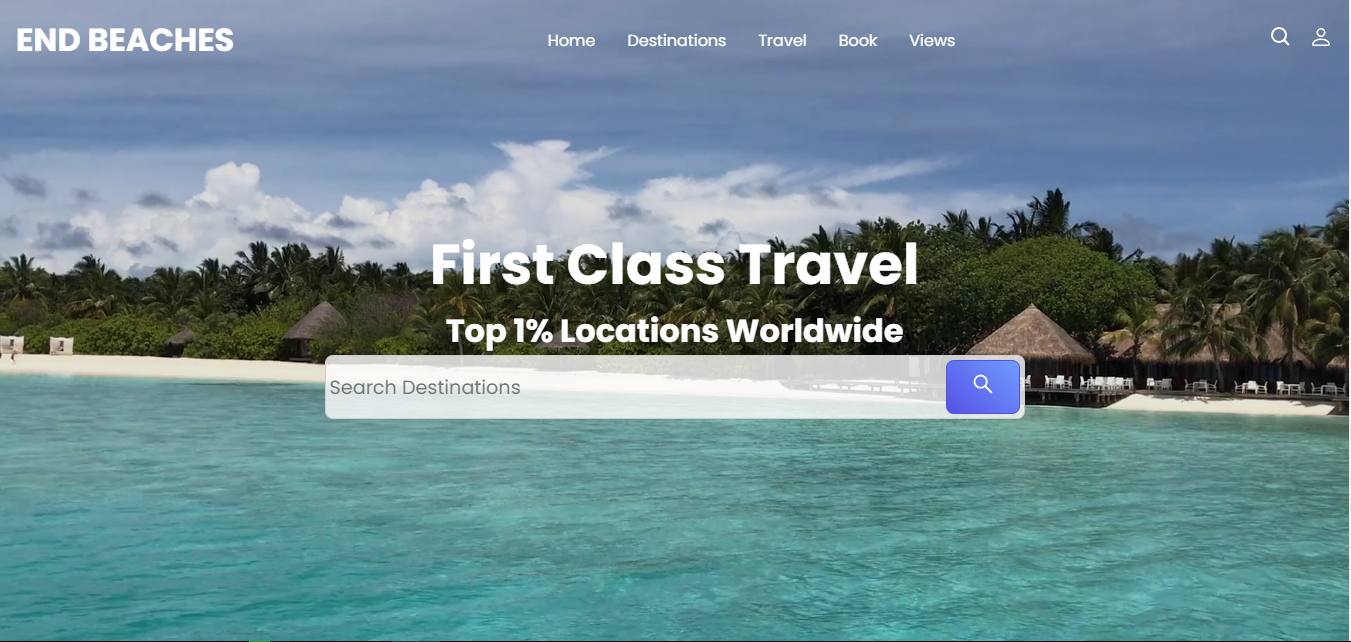 END BEACHES
Home Destinations Travel Book Views
First Class Travel
Top 1% Locations Worldwide
Search Destinations